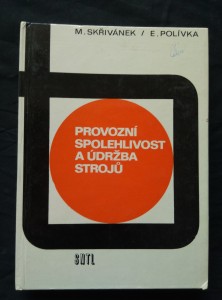 M. SKŘIVÁNEK / E. POLÍVKA
PROVOZNÍ
SPOLEHLIVOST
A ÚDRŽBA
STROJŮ
SNTL